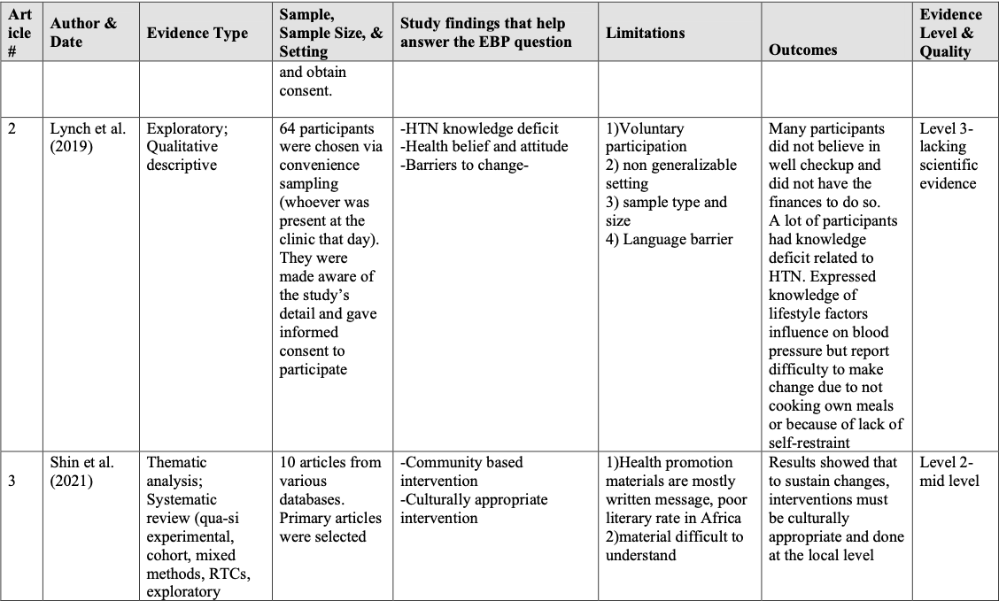 Art
icle
#
Author &
Date
Evidence Type
Sample,
Sample Size, &
Setting
Study findings that help
answer the EBP question
Limitations
Outcomes
Evidence
Level &
Quality
and obtain
consent.
2
Lynch et al.
(2019)
Exploratory;
Qualitative
descriptive
64 participants
were chosen via
convenience
sampling
(whoever was
present at the
clinic that day).
They were
made aware of
the study’s
detail and gave
informed
consent to
participate
-HTN knowledge deficit
-Health belief and attitude
-Barriers to change-
1)Voluntary
participation
2) non generalizable
setting
3) sample type and
size
4) Language barrier
Many participants
did not believe in
well checkup and
did not have the
finances to do so.
A lot of participants
had knowledge
deficit related to
HTN. Expressed
knowledge of
lifestyle factors
influence on blood
pressure but report
difficulty to make
change due to not
cooking own meals
or because of lack of
self-restraint
Level 3-
lacking
scientific
evidence
3
Shin et al.
(2021)
Thematic
analysis;
Systematic
review (qua-si
experimental,
cohort, mixed
methods, RTCs,
exploratory
10 articles from
various
databases.
Primary articles
were selected
-Community based
intervention
-Culturally appropriate
intervention
1)Health promotion
materials are mostly
written message, poor
literary rate in Africa
2)material difficult to
understand
Results showed that
to sustain changes,
interventions must
be culturally
appropriate and done
at the local level
Level 2-
mid level